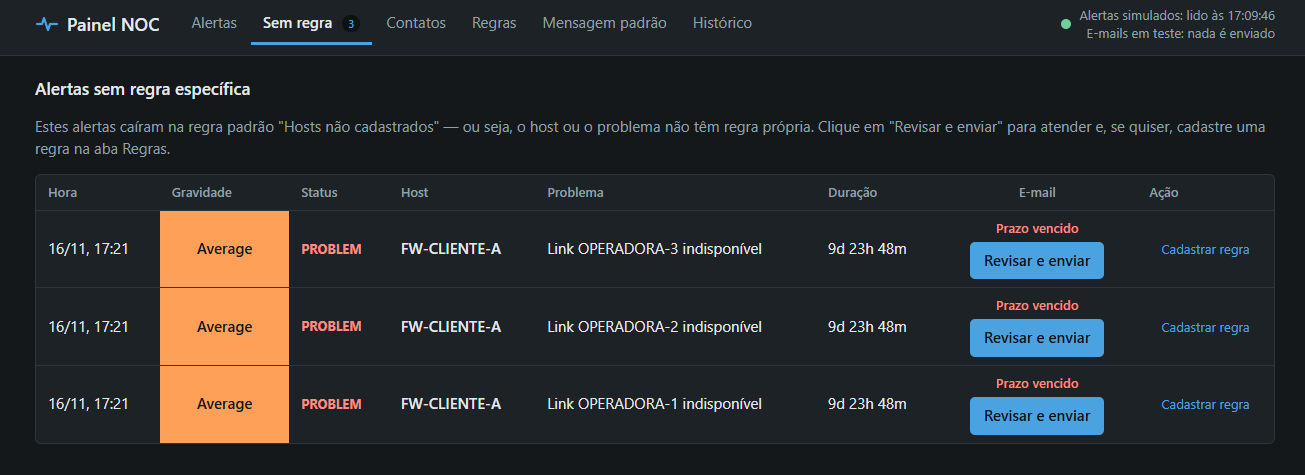 Painel NOC Alertas Sem regra 3 Contatos Regras Mensagem padrão Histórico
Alertas simulados: lido às 17:09:46
E-mails em teste: nada é enviado
Alertas sem regra específica
Estes alertas caíram na regra padrão "Hosts não cadastrados" — ou seja, o host ou o problema não têm regra própria. Clique em "Revisar e enviar" para atender e, se quiser, cadastre uma
regra na aba Regras.
Hora Gravidade Status Host Problema Duração E-mail Ação
Prazo vencido
16/11, 17:21 Average PROBLEM FW-CLIENTE-A Link OPERADORA-3 indisponível 9d 23h 48m Cadastrar regra
Revisar e enviar
Prazo vencido
16/11, 17:21 Average PROBLEM FW-CLIENTE-A Link OPERADORA-2 indisponível 9d 23h 48m Cadastrar regra
Revisar e enviar
Prazo vencido
16/11, 17:21 Average PROBLEM FW-CLIENTE-A Link OPERADORA-1 indisponível 9d 23h 48m Cadastrar regra
Revisar e enviar